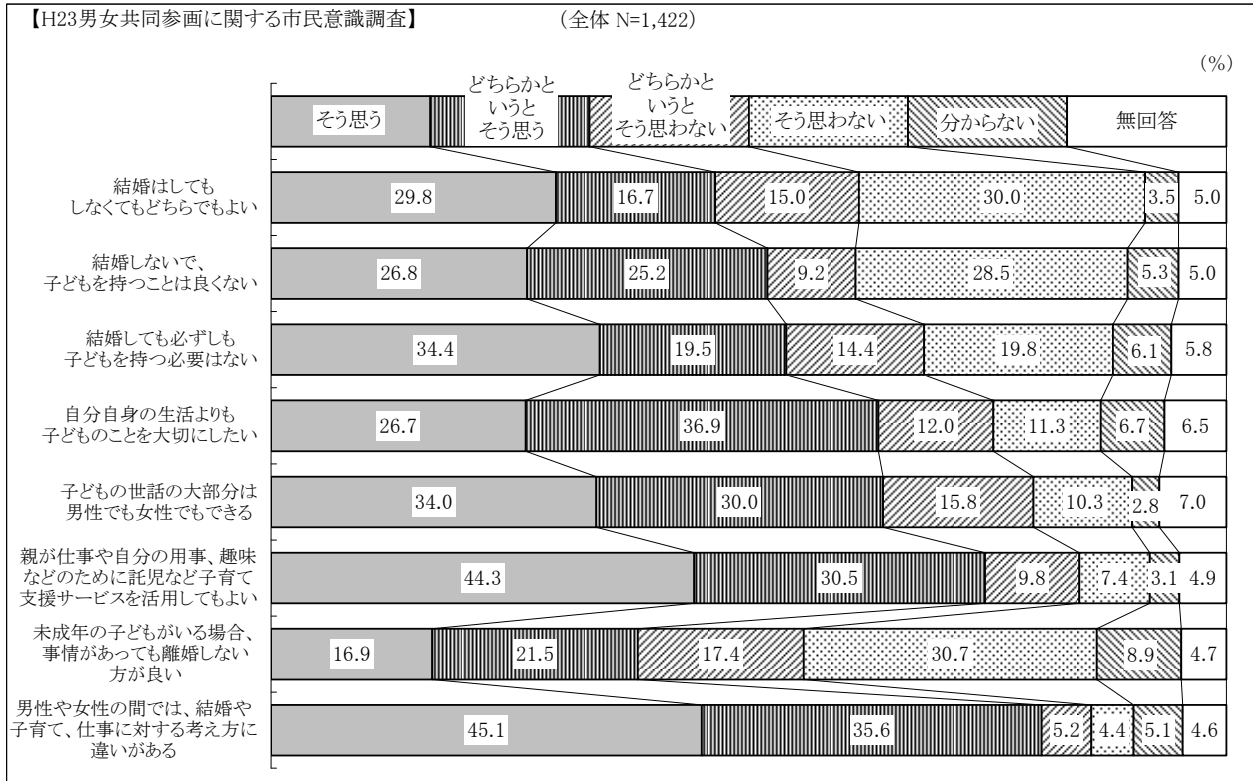 【H23男女共同参画に関する市民意識調査】 (全体 N=1,422)
(%)
そう思う
どちらかと
いうと
そう思う
どちらかと
いうと
そう思わない
そう思わない
分からない
無回答
結婚はしても
しなくてもどちらでもよい
29.8 16.7 15.0 30.0 3.5 5.0
結婚しないで、
子どもを持つことは良くない
26.8 25.2 9.2 28.5 5.3 5.0
結婚しても必ずしも
子どもを持つ必要はない
34.4 19.5 14.4 19.8 6.1 5.8
自分自身の生活よりも
子どものことを大切にしたい
26.7 36.9 12.0 11.3 6.7 6.5
子どもの世話の大部分は
男性でも女性でもできる
34.0 30.0 15.8 10.3 2.8 7.0
親が仕事や自分の用事、趣味
などのために託児など子育て
支援サービスを活用してもよい
44.3 30.5 9.8 7.4 3.1 4.9
未成年の子どもがいる場合、
事情があっても離婚しない
方が良い
16.9 21.5 17.4 30.7 8.9 4.7
男性や女性の間では、結婚や
子育て、仕事に対する考え方に
違いがある
45.1 35.6 5.2 4.4 5.1 4.6